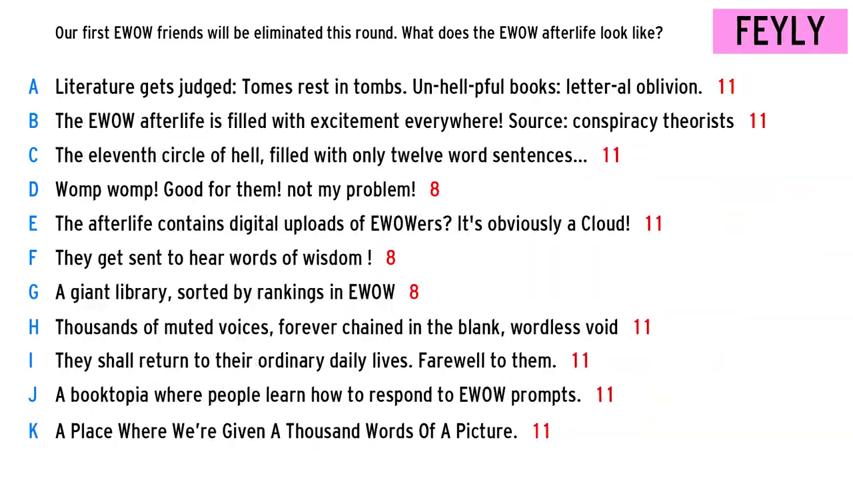 Our first EWOW friends will be eliminated this round. What does the EWOW afterlife look like?
FEYLY
A Literature gets judged: Tomes rest in tombs. Un-hell-pful books: letter-al oblivion. 11
B The EWOW afterlife is filled with excitement everywhere! Source: conspiracy theorists 11
C The eleventh circle of hell, filled with only twelve word sentences... 11
D Womp womp! Good for them! not my problem! 8
E The afterlife contains digital uploads of EWOWers? It's obviously a Cloud! 11
F They get sent to hear words of wisdom ! 8
G A giant library, sorted by rankings in EWOW 8
H Thousands of muted voices, forever chained in the blank, wordless void 11
I They shall return to their ordinary daily lives. Farewell to them. 11
J A booktopia where people learn how to respond to EWOW prompts. 11
K A Place Where We’re Given A Thousand Words Of A Picture. 11